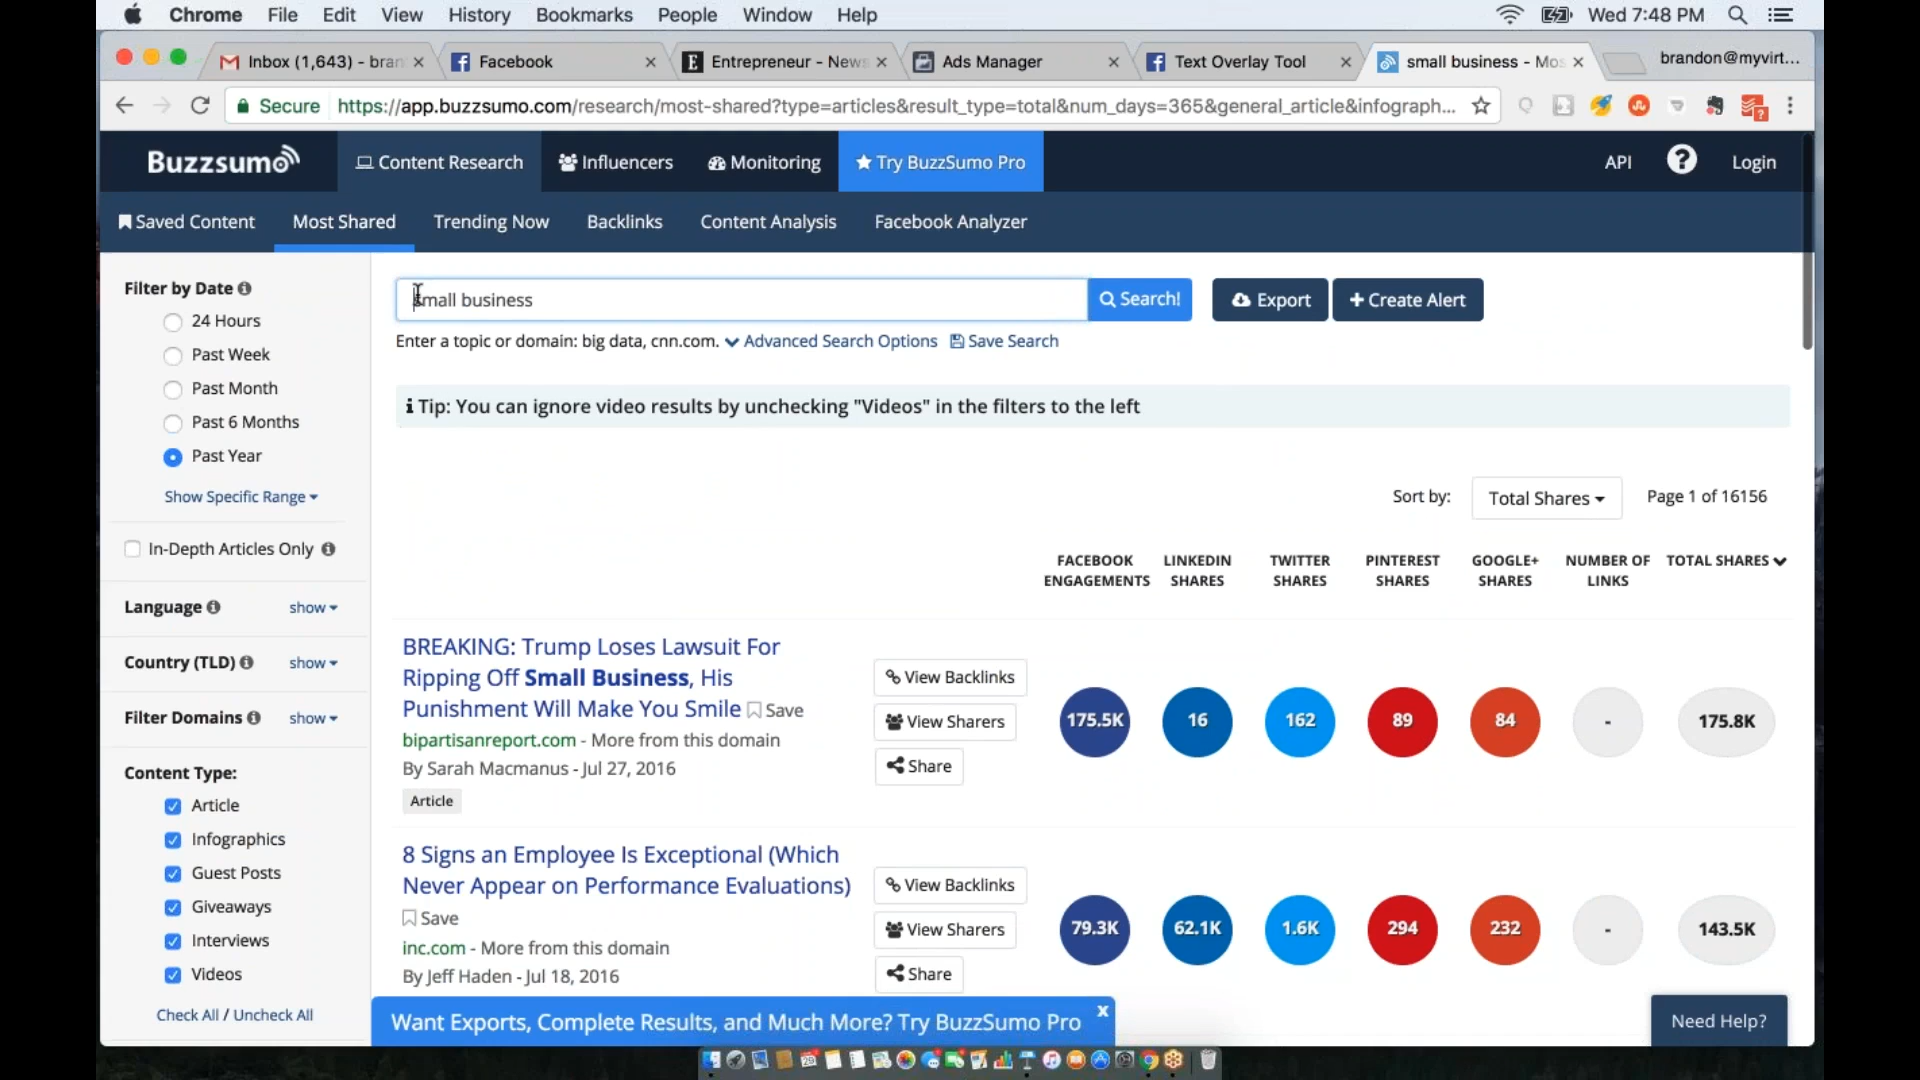 Chrome File Edit View History Bookmarks People Window Help Wed 7:48 PM
Inbox (1,643) - bran Facebook Entrepreneur - News Ads Manager Text Overlay Tool small business - Mos brandon@myvirt...
Secure https://app.buzzsumo.com/research/most-shared?type=articles&result_type=total&num_days=365&general_article&infograph...
Buzzsumo Content Research Influencers Monitoring Try BuzzSumo Pro API ? Login
Saved Content Most Shared Trending Now Backlinks Content Analysis Facebook Analyzer
Filter by Date
24 Hours
Past Week
Past Month
Past 6 Months
Past Year
Show Specific Range
In-Depth Articles Only
Language show
Country (TLD) show
Filter Domains show
Content Type:
Article
Infographics
Guest Posts
Giveaways
Interviews
Videos
Check All / Uncheck All
small business Search! Export + Create Alert
Enter a topic or domain: big data, cnn.com. Advanced Search Options Save Search
Tip: You can ignore video results by unchecking "Videos" in the filters to the left
Sort by: Total Shares Page 1 of 16156
FACEBOOK ENGAGEMENTS LINKEDIN SHARES TWITTER SHARES PINTEREST SHARES GOOGLE+ SHARES NUMBER OF LINKS TOTAL SHARES
BREAKING: Trump Loses Lawsuit For
Ripping Off Small Business, His
Punishment Will Make You Smile Save
bipartisanreport.com - More from this domain
By Sarah Macmanus - Jul 27, 2016
Article
View Backlinks
View Sharers
Share
175.5K 16 162 89 84 - 175.8K
8 Signs an Employee Is Exceptional (Which
Never Appear on Performance Evaluations)
Save
inc.com - More from this domain
By Jeff Haden - Jul 18, 2016
View Backlinks
View Sharers
Share
79.3K 62.1K 1.6K 294 232 - 143.5K
Want Exports, Complete Results, and Much More? Try BuzzSumo Pro x
Need Help?